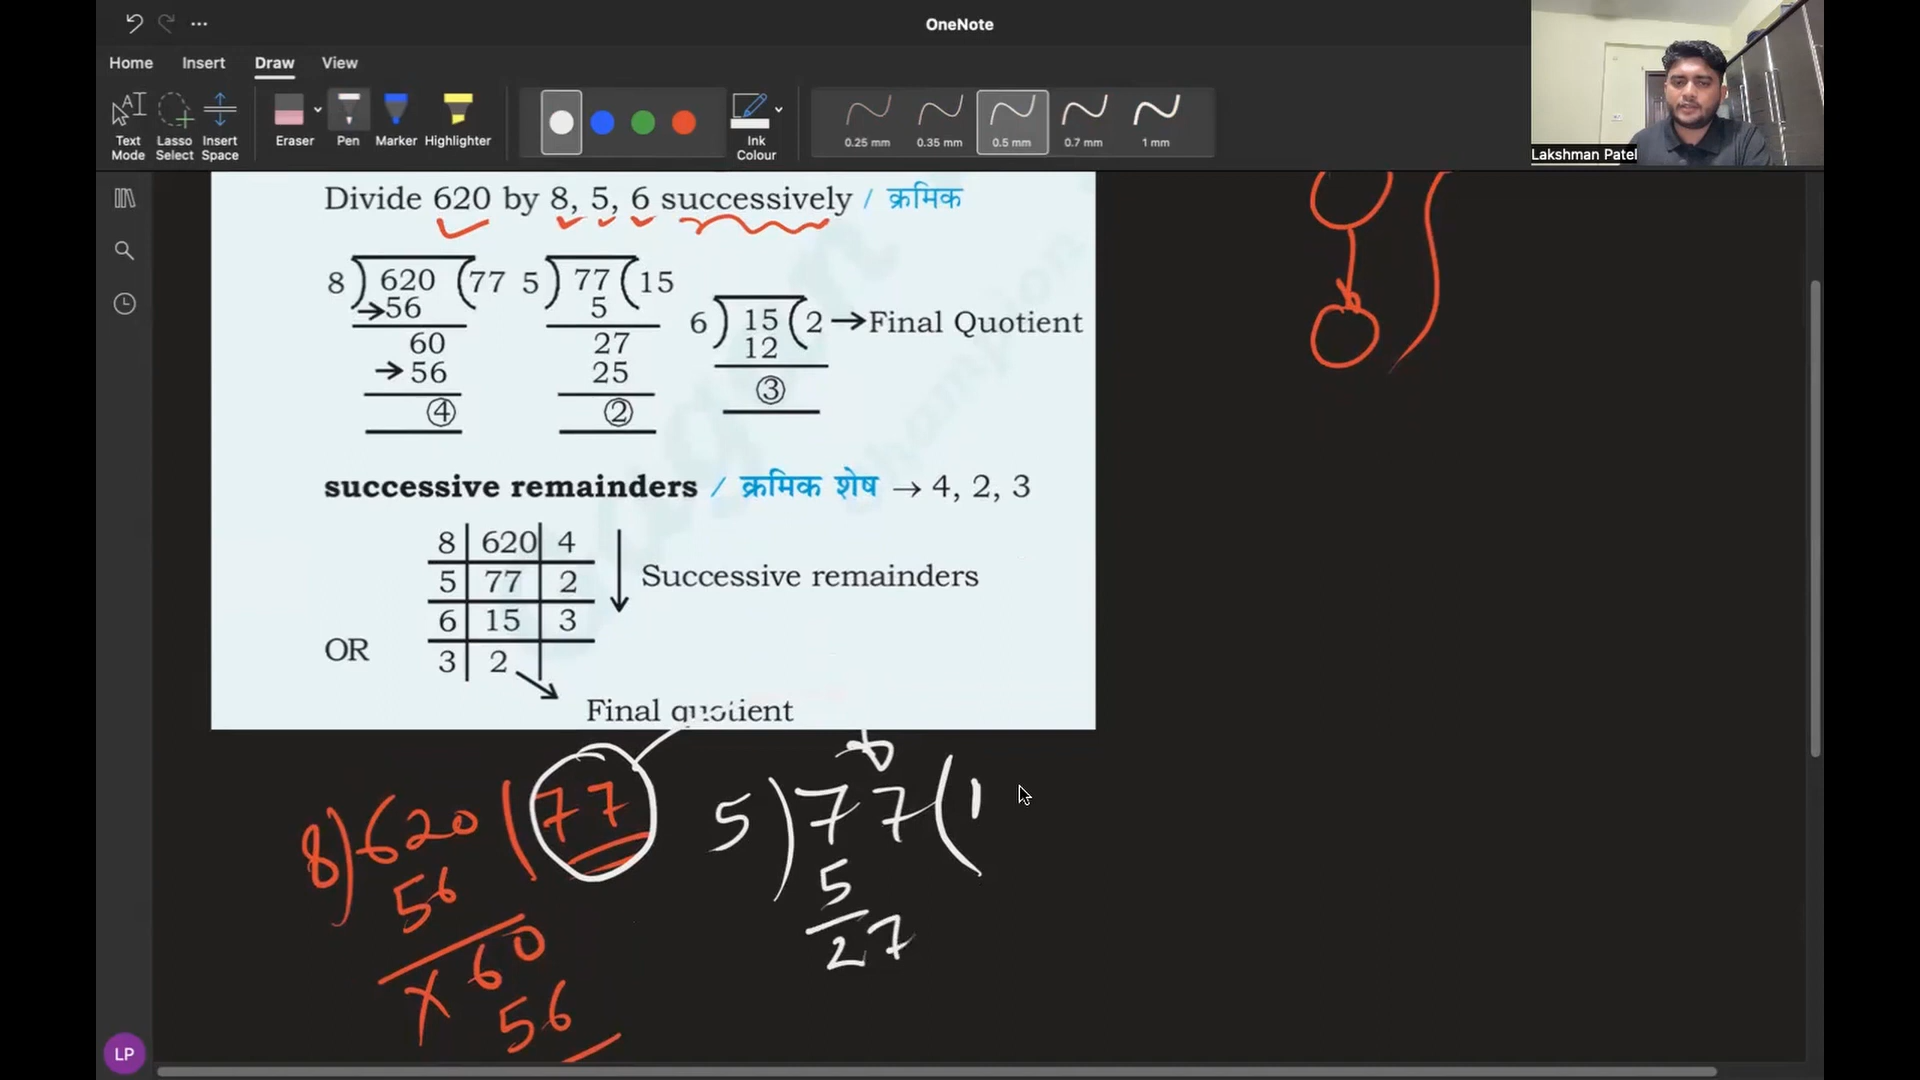 OneNote
Home Insert Draw View
Text Mode Lasso Select Insert Space Eraser Pen Marker Highlighter Ink Colour 0.25 mm 0.35 mm 0.5 mm 0.7 mm 1 mm
Lakshman Patel
Divide 620 by 8, 5, 6 successively / क्रमिक
8) 620 (77 5) 77 (15
56 5 6) 15 (2 → Final Quotient
60 27 12
→ 56 25 ③
④ ②
successive remainders / क्रमिक शेष → 4, 2, 3
8 | 620 | 4
5 | 77 | 2 Successive remainders
6 | 15 | 3
OR 3 | 2
Final quotient
8) 620 (77 5) 77 (1
56 5
x 60 27
56
LP